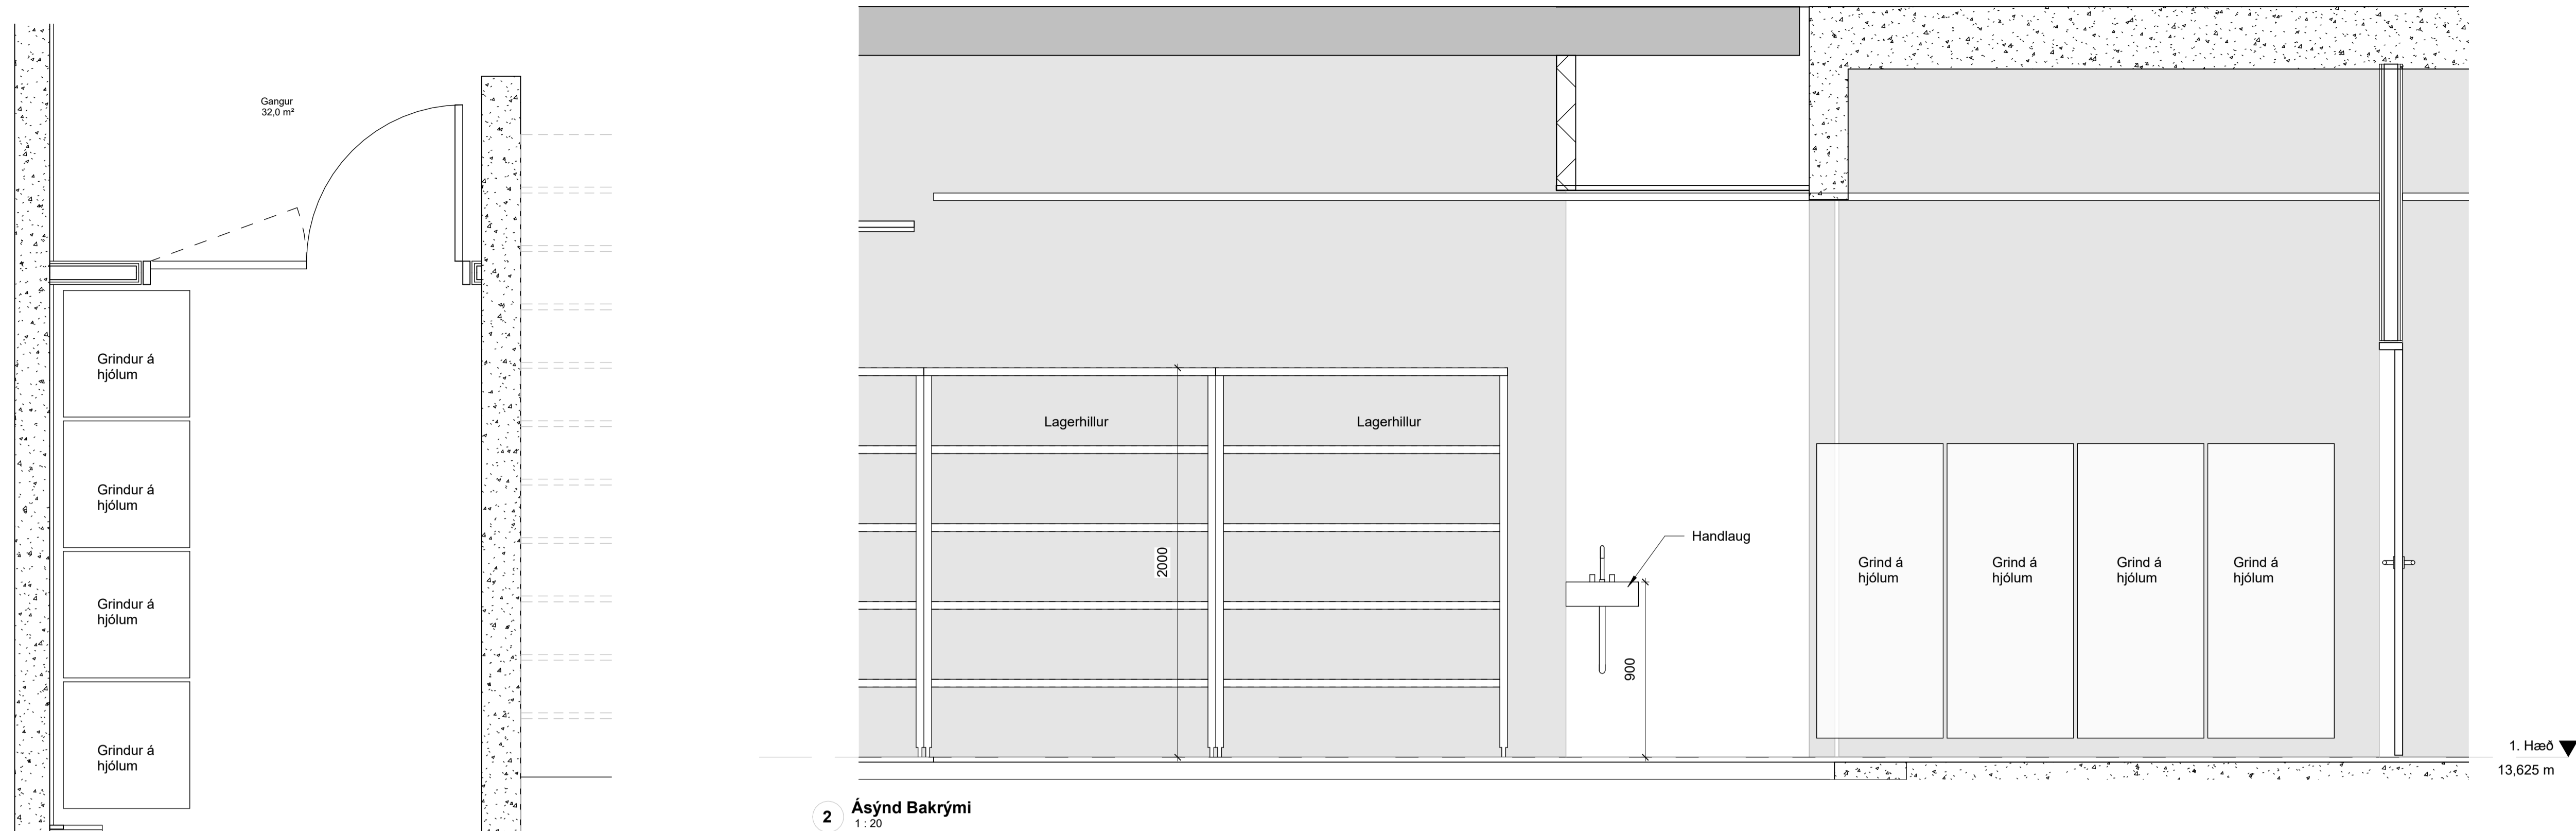 Gangur
32,0 m²
Grindur á
hjólum
Grindur á
hjólum
Grindur á
hjólum
Grindur á
hjólum
Lagerhillur
Lagerhillur
2000
Handlaug
900
Grind á
hjólum
Grind á
hjólum
Grind á
hjólum
Grind á
hjólum
1. Hæð
13,625 m
2
Ásýnd Bakrými
1 : 20